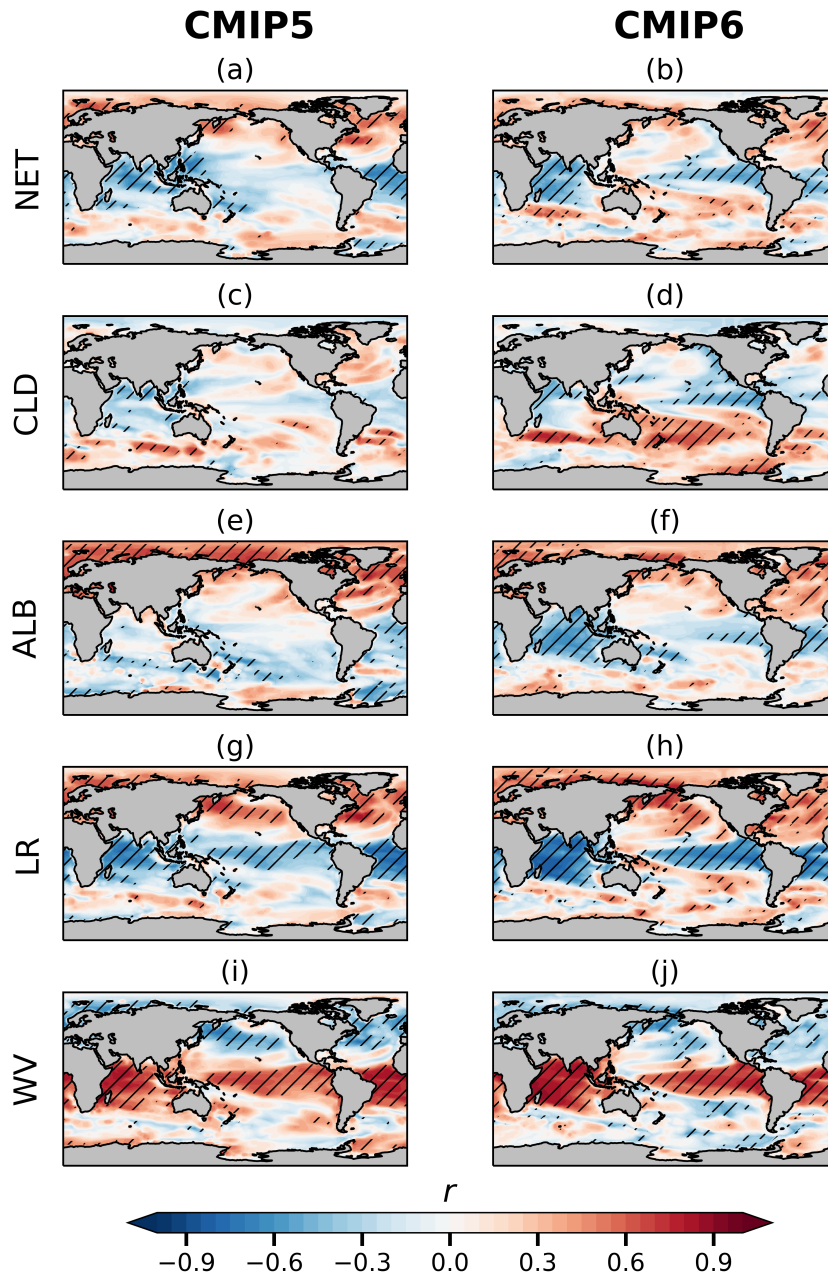 CMIP5 CMIP6
(a) (b)
NET
(c) (d)
CLD
(e) (f)
ALB
(g) (h)
LR
(i) (j)
WV
r
−0.9 −0.6 −0.3 0.0 0.3 0.6 0.9